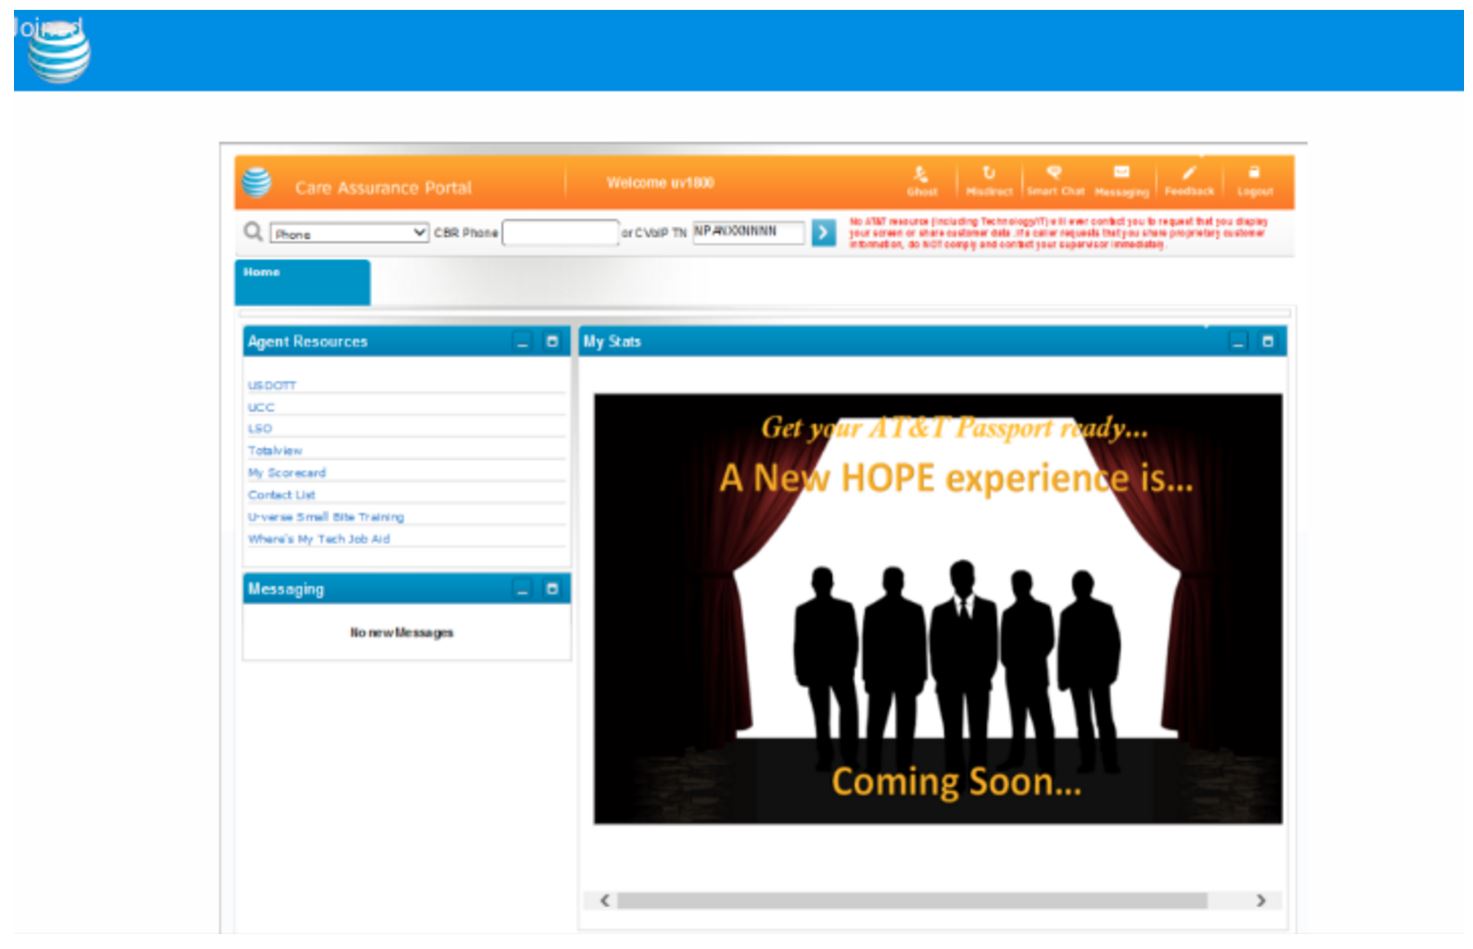 Joined
Care Assurance Portal
Welcome uv1800
Ghost
Misdirect
Smart Chat
Messaging
Feedback
Logout
Phone
CBR Phone
or CVoIP TN
NPANXXNNNN
No AT&T resource (including Technology/IT) will ever contact you to request that you display
your screen or share customer data .If a caller requests that you share proprietary customer
information, do NOT comply and contact your supervisor immediately.
Home
Agent Resources
USDOTT
UCC
LSO
Totalview
My Scorecard
Contact List
U-verse Small Bite Training
Where's My Tech Job Aid
Messaging
No new Messages
My Stats
Get your AT&T Passport ready...
A New HOPE experience is...
Coming Soon...